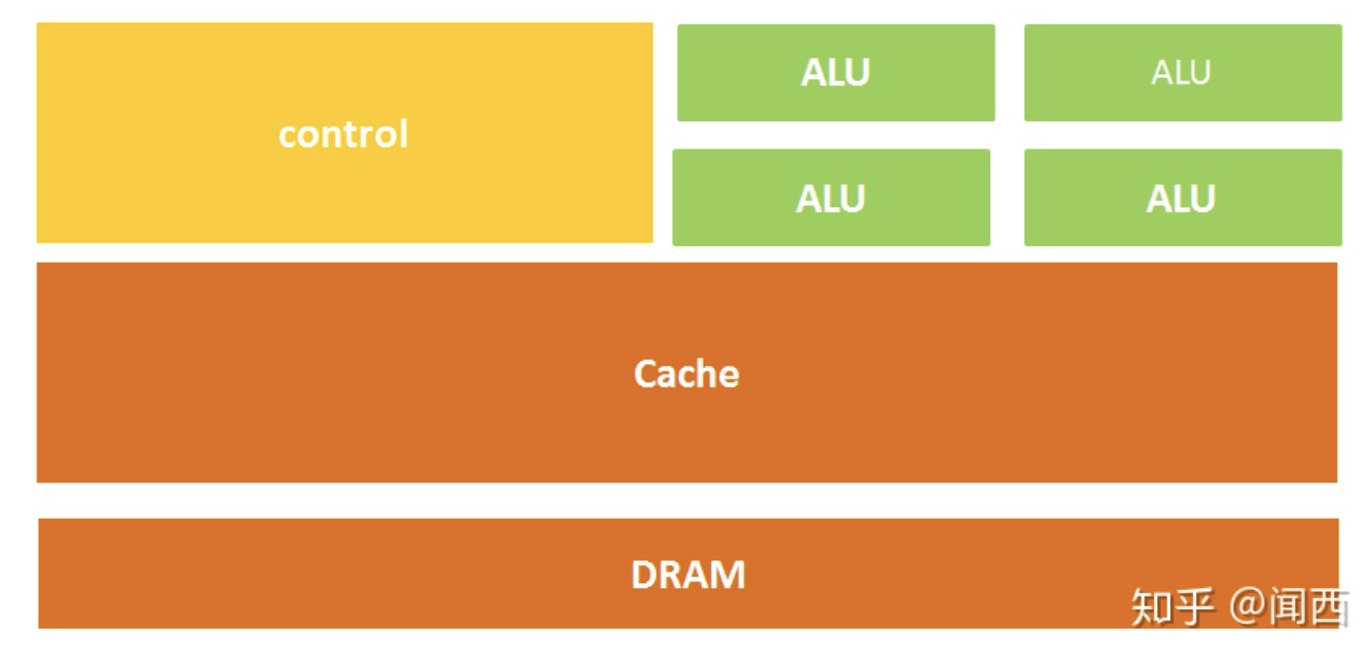 control
ALU
ALU
ALU
ALU
Cache
DRAM
知乎 @闻西